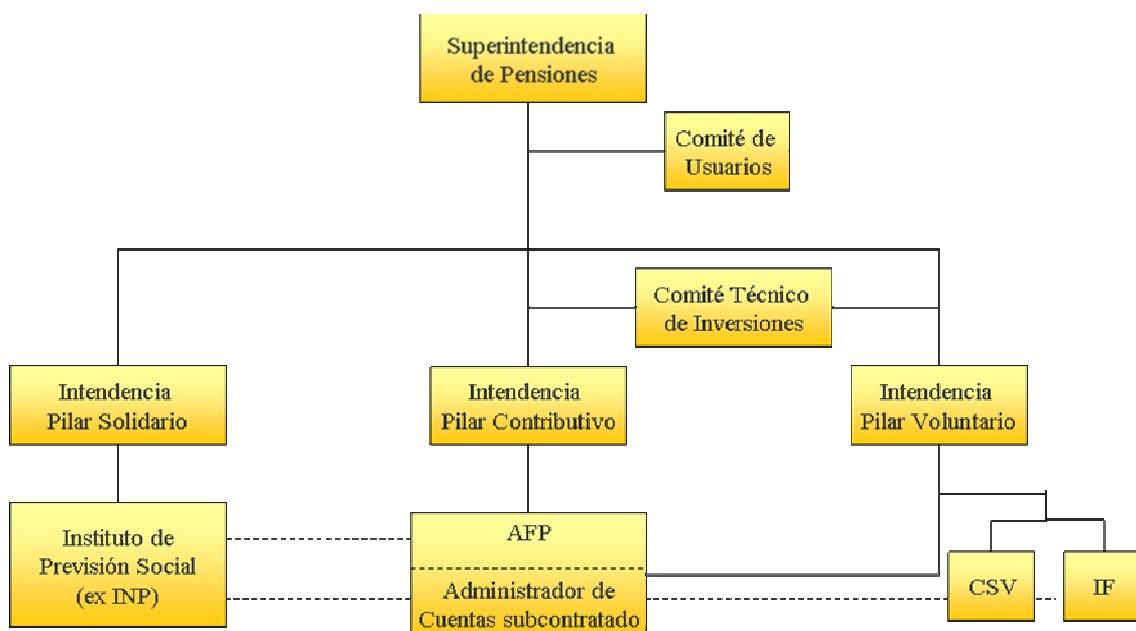 Superintendencia
de Pensiones
Comité de
Usuarios
Comité Técnico
de Inversiones
Intendencia
Pilar Solidario
Intendencia
Pilar Contributivo
Intendencia
Pilar Voluntario
Instituto de
Previsión Social
(ex INP)
AFP
Administrador de
Cuentas subcontratado
CSV
IF